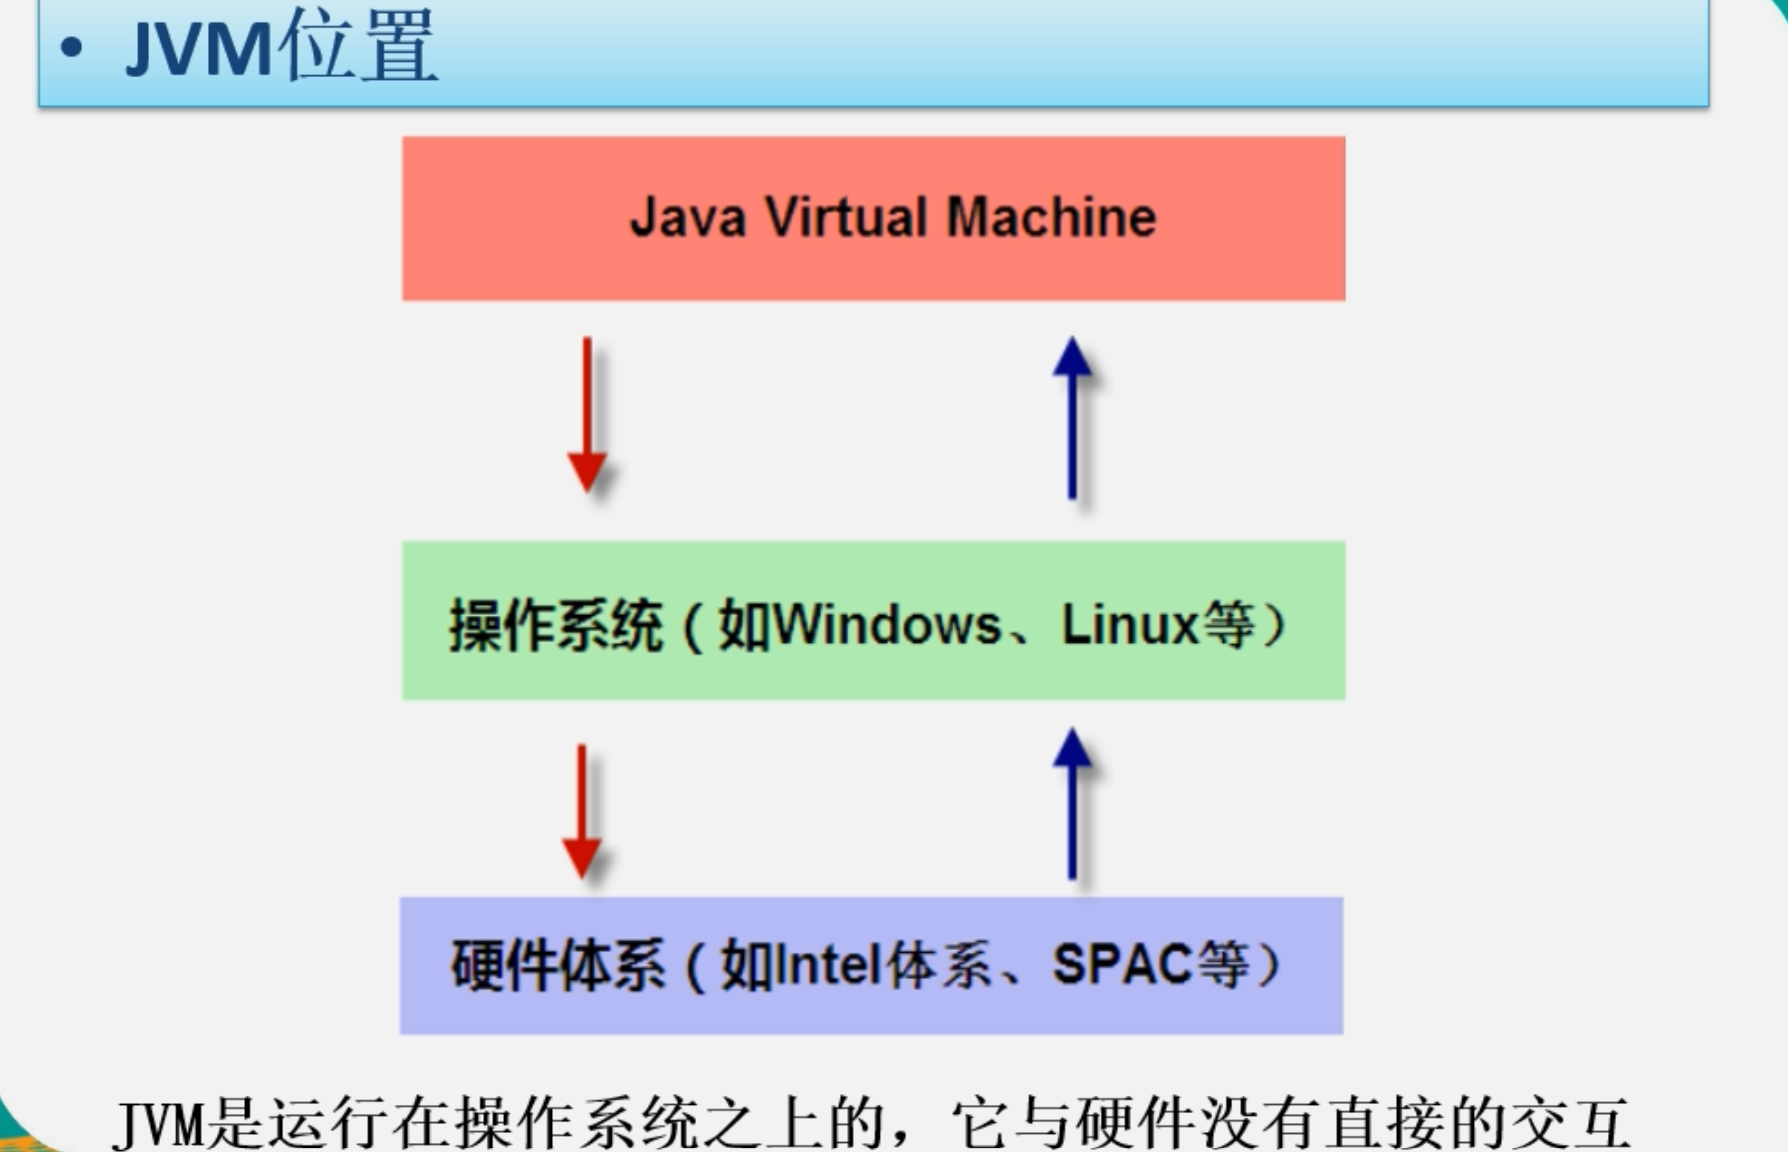 • JVM位置
Java Virtual Machine
操作系统（如Windows、Linux等）
硬件体系（如Intel体系、SPAC等）
JVM是运行在操作系统之上的，它与硬件没有直接的交互